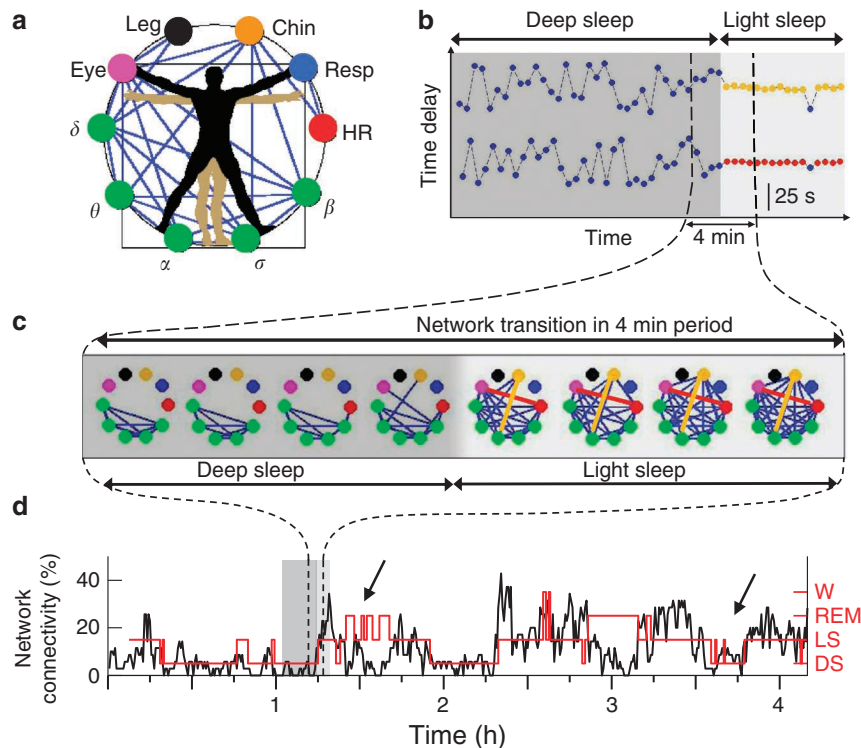 a
Leg
Chin
Eye
Resp
δ
HR
θ
β
α
σ
b
Deep sleep
Light sleep
Time delay
25 s
Time
4 min
c
Network transition in 4 min period
Deep sleep
Light sleep
d
Network
connectivity (%)
40
20
0
W
REM
LS
DS
1
2
3
4
Time (h)